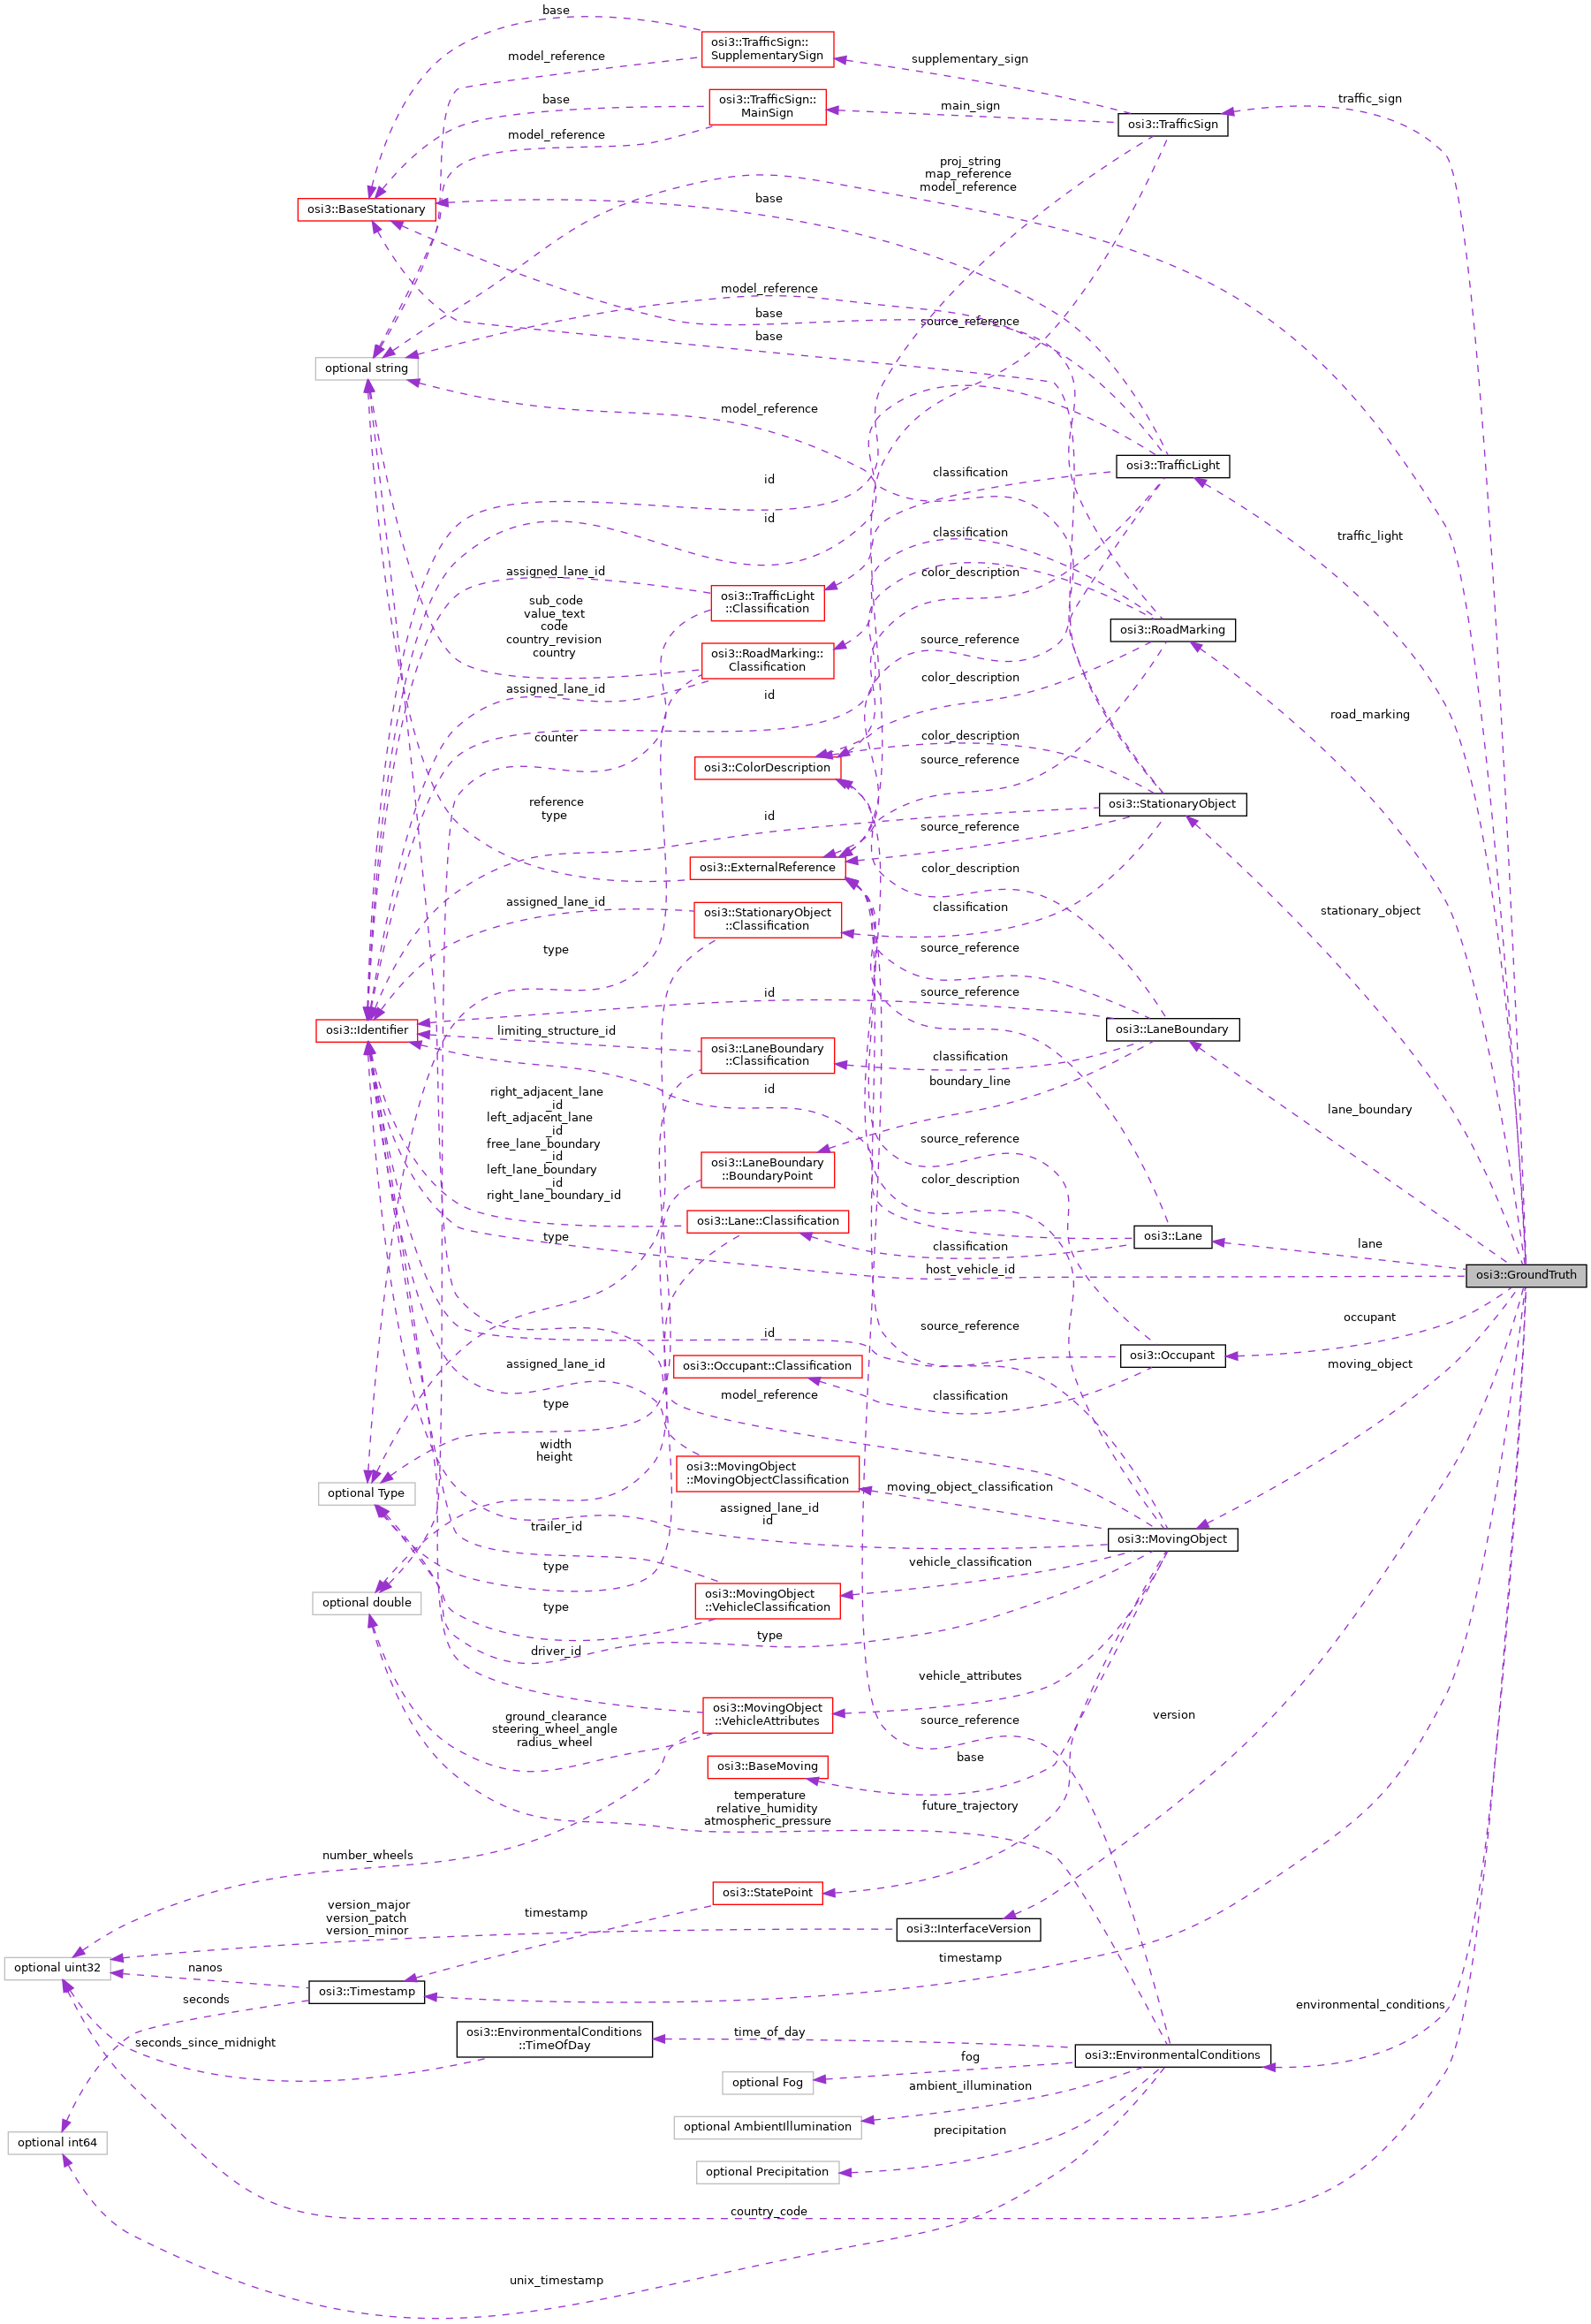 base
osi3::TrafficSign::
SupplementarySign
model_reference
supplementary_sign
osi3::TrafficSign::
MainSign
base
main_sign
traffic_sign
osi3::TrafficSign
model_reference
proj_string
map_reference
model_reference
base
osi3::BaseStationary
model_reference
base
source_reference
base
optional string
model_reference
osi3::TrafficLight
id
classification
id
classification
traffic_light
assigned_lane_id
color_description
osi3::TrafficLight
::Classification
sub_code
value_text
code
country_revision
country
osi3::RoadMarking
source_reference
osi3::RoadMarking::
Classification
assigned_lane_id
id
color_description
road_marking
counter
color_description
source_reference
osi3::ColorDescription
reference
type
id
osi3::StationaryObject
source_reference
osi3::ExternalReference
color_description
assigned_lane_id
osi3::StationaryObject
::Classification
classification
stationary_object
type
source_reference
id
source_reference
osi3::Identifier
limiting_structure_id
osi3::LaneBoundary
osi3::LaneBoundary
::Classification
classification
boundary_line
id
right_adjacent_lane
_id
left_adjacent_lane
_id
free_lane_boundary
_id
left_lane_boundary
_id
right_lane_boundary_id
lane_boundary
source_reference
osi3::LaneBoundary
::BoundaryPoint
color_description
osi3::Lane::Classification
type
osi3::Lane
classification
lane
host_vehicle_id
osi3::GroundTruth
id
source_reference
occupant
assigned_lane_id
osi3::Occupant::Classification
osi3::Occupant
moving_object
type
model_reference
classification
width
height
osi3::MovingObject
::MovingObjectClassification
moving_object_classification
optional Type
assigned_lane_id
id
trailer_id
osi3::MovingObject
type
vehicle_classification
optional double
type
osi3::MovingObject
::VehicleClassification
driver_id
type
vehicle_attributes
ground_clearance
steering_wheel_angle
radius_wheel
osi3::MovingObject
::VehicleAttributes
source_reference
version
base
osi3::BaseMoving
temperature
relative_humidity
atmospheric_pressure
future_trajectory
number_wheels
osi3::StatePoint
version_major
version_patch
version_minor
timestamp
osi3::InterfaceVersion
optional uint32
nanos
timestamp
osi3::Timestamp
seconds
environmental_conditions
seconds_since_midnight
osi3::EnvironmentalConditions
::TimeOfDay
time_of_day
osi3::EnvironmentalConditions
fog
optional Fog
ambient_illumination
optional AmbientIllumination
precipitation
optional int64
optional Precipitation
country_code
unix_timestamp